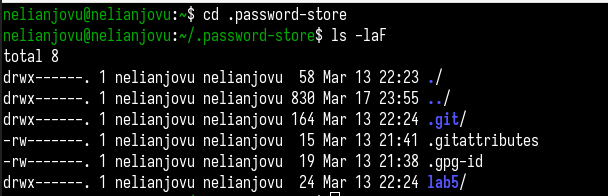 nelianjovu@nelianjovu:~$ cd .password-store
nelianjovu@nelianjovu:~/.password-store$ ls -laF
total 8
drwx------. 1 nelianjovu nelianjovu  58 Mar 13 22:23 ./
drwx------. 1 nelianjovu nelianjovu 830 Mar 17 23:55 ../
drwx------. 1 nelianjovu nelianjovu 164 Mar 13 22:24 .git/
-rw-------. 1 nelianjovu nelianjovu  15 Mar 13 21:41 .gitattributes
-rw-------. 1 nelianjovu nelianjovu  19 Mar 13 21:38 .gpg-id
drwx------. 1 nelianjovu nelianjovu  24 Mar 13 22:24 lab5/